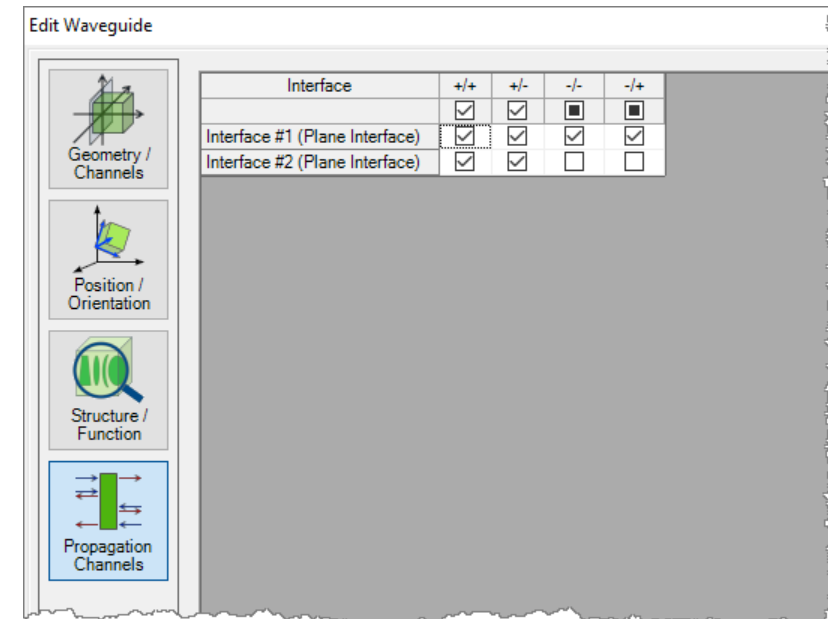 Edit Waveguide
Interface +/+ +/- -/- -/+
Interface #1 (Plane Interface)
Interface #2 (Plane Interface)
Geometry /
Channels
Position /
Orientation
Structure /
Function
Propagation
Channels